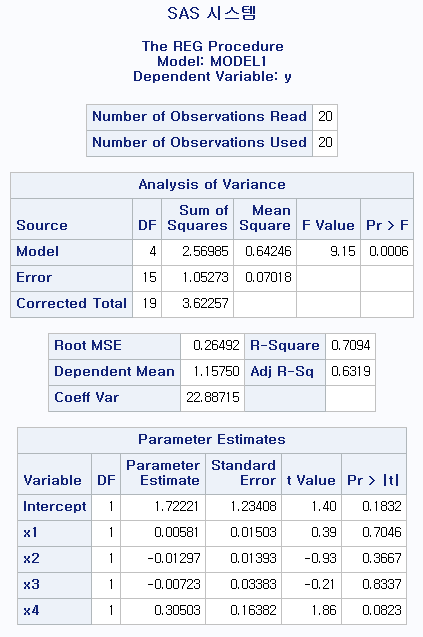 SAS 시스템
The REG Procedure
Model: MODEL1
Dependent Variable: y
Number of Observations Read 20
Number of Observations Used 20
Analysis of Variance
Source DF Sum of Squares Mean Square F Value Pr > F
Model 4 2.56985 0.64246 9.15 0.0006
Error 15 1.05273 0.07018
Corrected Total 19 3.62257
Root MSE 0.26492 R-Square 0.7094
Dependent Mean 1.15750 Adj R-Sq 0.6319
Coeff Var 22.88715
Parameter Estimates
Variable DF Parameter Estimate Standard Error t Value Pr > |t|
Intercept 1 1.72221 1.23408 1.40 0.1832
x1 1 0.00581 0.01503 0.39 0.7046
x2 1 -0.01297 0.01393 -0.93 0.3667
x3 1 -0.00723 0.03383 -0.21 0.8337
x4 1 0.30503 0.16382 1.86 0.0823